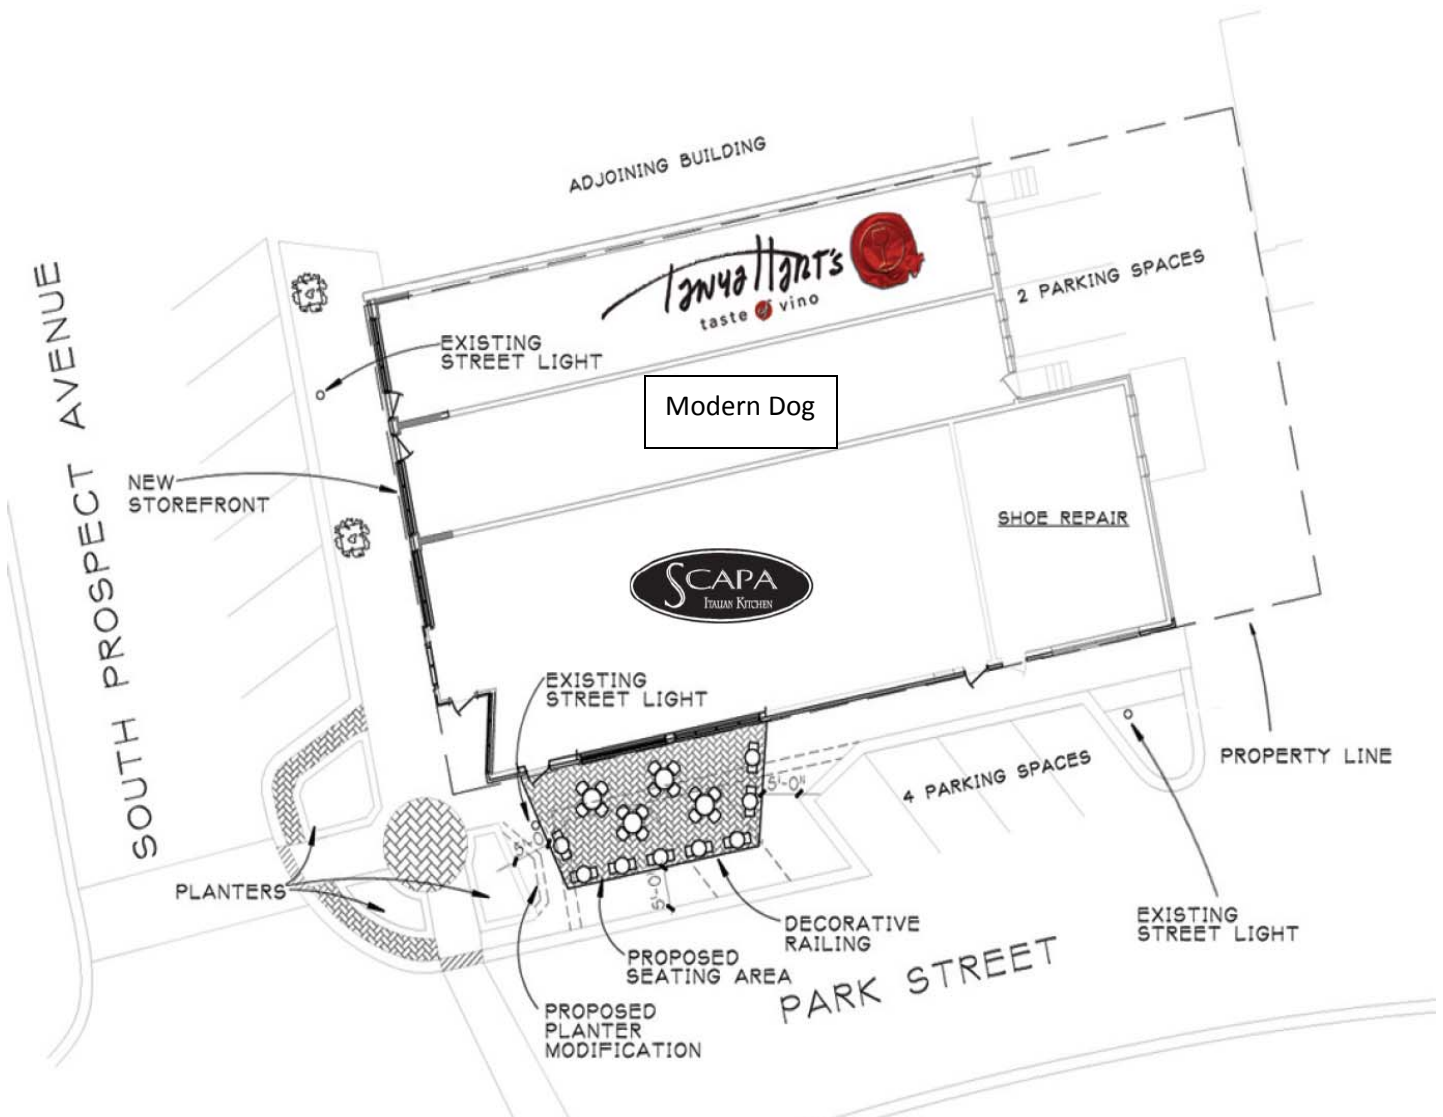 ADJOINING BUILDING
Tanya Hart's
taste of vino
2 PARKING SPACES
SOUTH PROSPECT AVENUE
EXISTING
STREET LIGHT
Modern Dog
NEW
STOREFRONT
SHOE REPAIR
SCAPA
ITALIAN KITCHEN
EXISTING
STREET LIGHT
PROPERTY LINE
4 PARKING SPACES
5'-0"
5'-0
5'-0
PLANTERS
DECORATIVE
RAILING
EXISTING
STREET LIGHT
PROPOSED
SEATING AREA
PARK STREET
PROPOSED
PLANTER
MODIFICATION